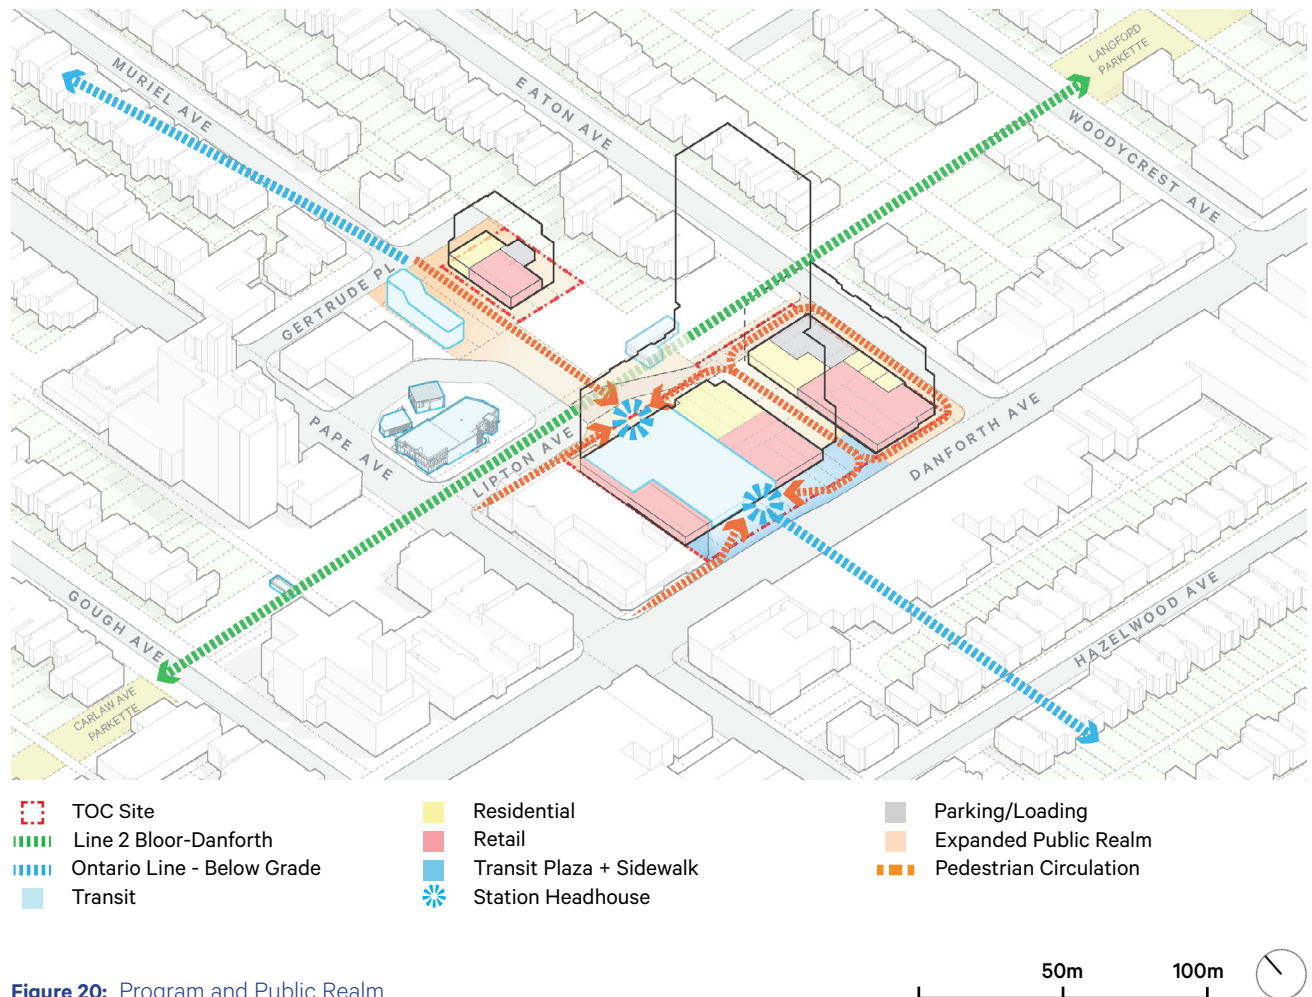 LANGFORD
PARKETTE
MURIEL AVE
EATON AVE
WOODYCREST AVE
GERTRUDE PL
PAPE AVE
LIPTON AVE
DANFORTH AVE
GOUGH AVE
HAZELWOOD AVE
CARLAW AVE
PARKETTE
TOC Site
Line 2 Bloor-Danforth
Ontario Line - Below Grade
Transit
Residential
Retail
Transit Plaza + Sidewalk
Station Headhouse
Parking/Loading
Expanded Public Realm
Pedestrian Circulation
50m 100m
Figure 20: Program and Public Realm